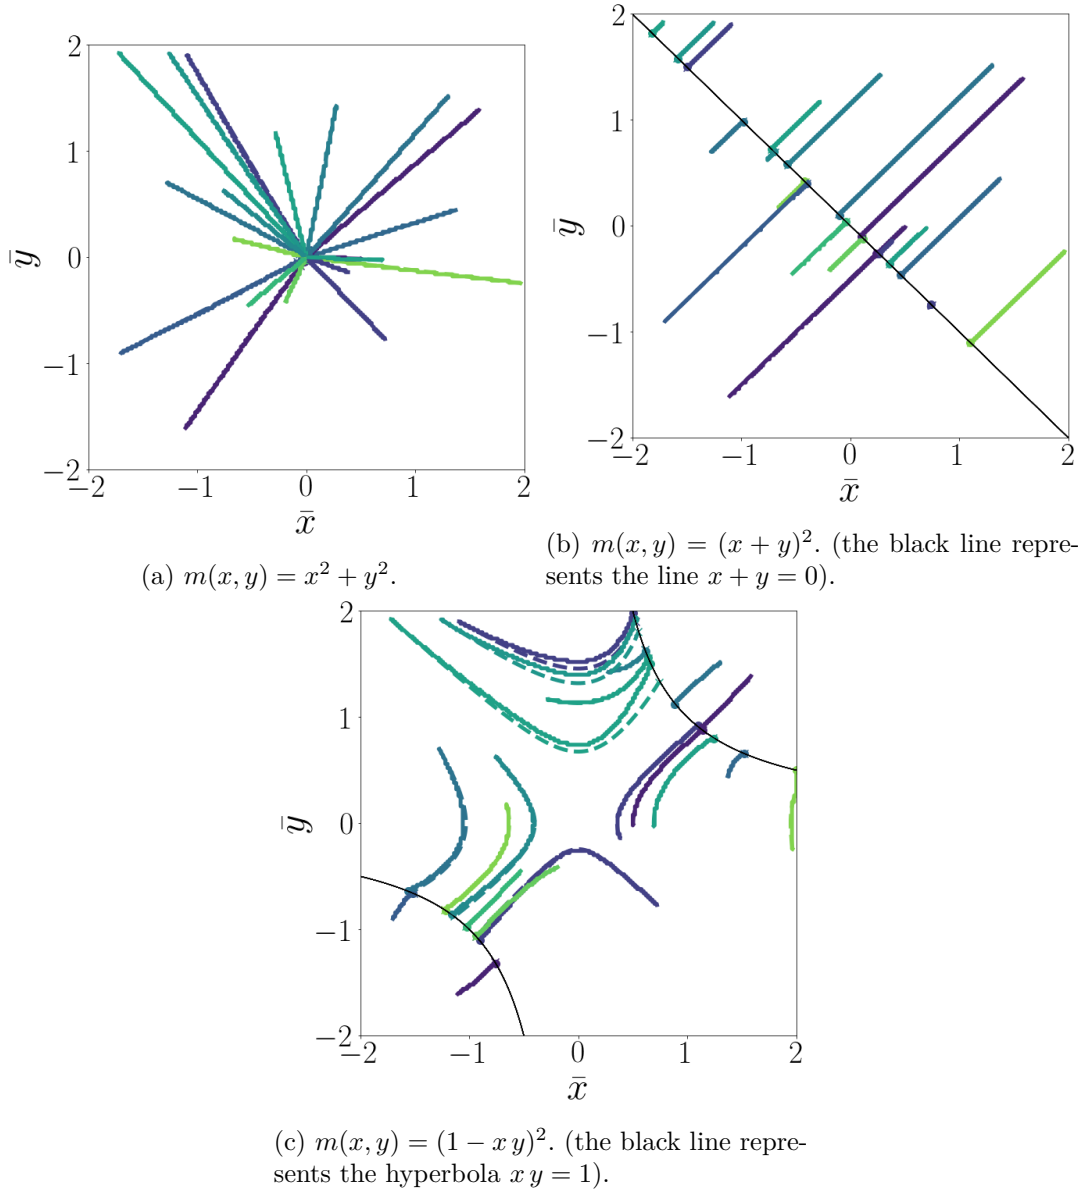 2
1
0
−1
−2
ȳ
−2
−1
0
1
2
x̄
(a) m(x, y) = x² + y².
2
1
0
−1
−2
ȳ
−2
−1
0
1
2
x̄
(b) m(x, y) = (x + y)². (the black line repre-
sents the line x + y = 0).
2
1
0
−1
−2
ȳ
−2
−1
0
1
2
x̄
(c) m(x, y) = (1 − x y)². (the black line repre-
sents the hyperbola x y = 1).